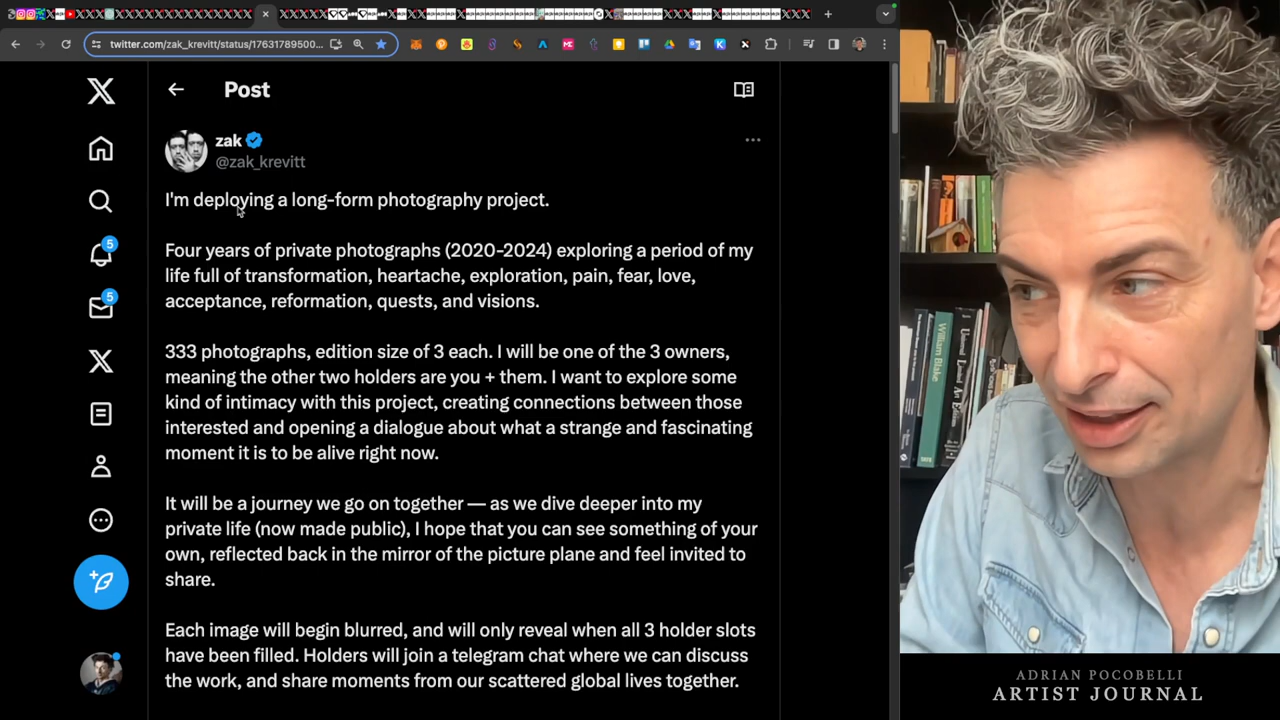 twitter.com/zak_krevitt/status/17631789500...
Post
zak
@zak_krevitt
I'm deploying a long-form photography project.
Four years of private photographs (2020-2024) exploring a period of my
life full of transformation, heartache, exploration, pain, fear, love,
acceptance, reformation, quests, and visions.
333 photographs, edition size of 3 each. I will be one of the 3 owners,
meaning the other two holders are you + them. I want to explore some
kind of intimacy with this project, creating connections between those
interested and opening a dialogue about what a strange and fascinating
moment it is to be alive right now.
It will be a journey we go on together — as we dive deeper into my
private life (now made public), I hope that you can see something of your
own, reflected back in the mirror of the picture plane and feel invited to
share.
Each image will begin blurred, and will only reveal when all 3 holder slots
have been filled. Holders will join a telegram chat where we can discuss
the work, and share moments from our scattered global lives together.
5
5
William Blake
ADRIAN POCOBELLI
ARTIST JOURNAL